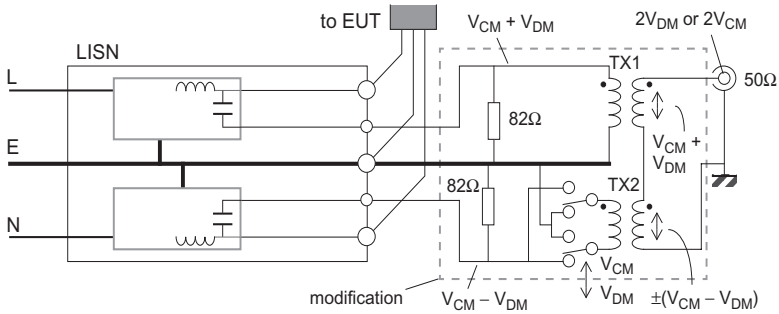 to EUT
V_CM + V_DM
2V_DM or 2V_CM
LISN
TX1
50Ω
L
82Ω
V_CM +
V_DM
E
82Ω
TX2
N
V_CM
V_DM
±(V_CM − V_DM)
modification
V_CM − V_DM